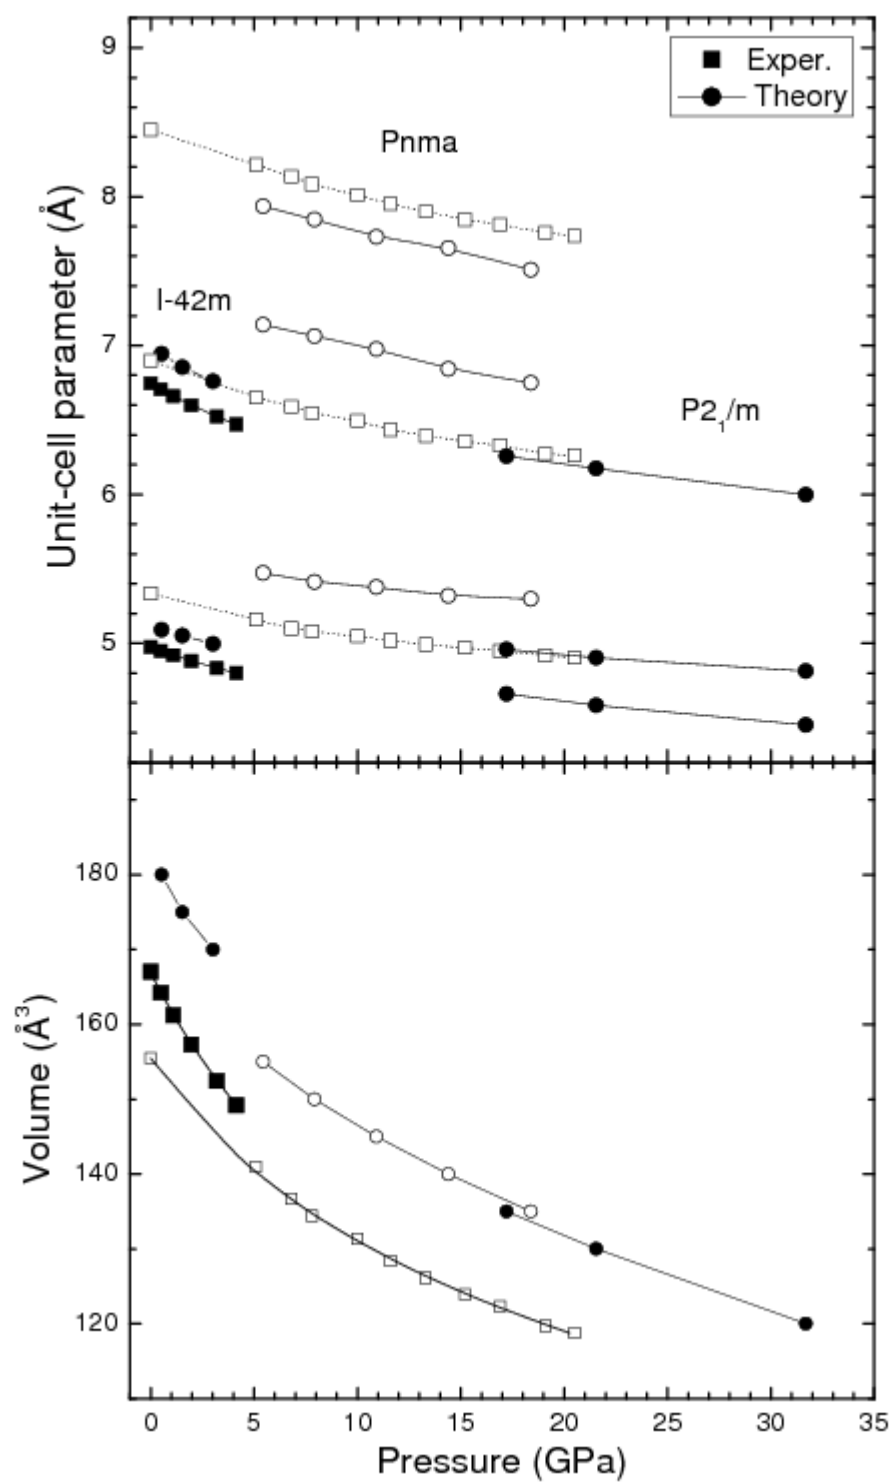 9
Exper.
Theory
Pnma
8
I-42m
7
P2₁/m
6
5
Unit-cell parameter (Å)
180
160
140
120
Volume (Å³)
0 5 10 15 20 25 30 35
Pressure (GPa)